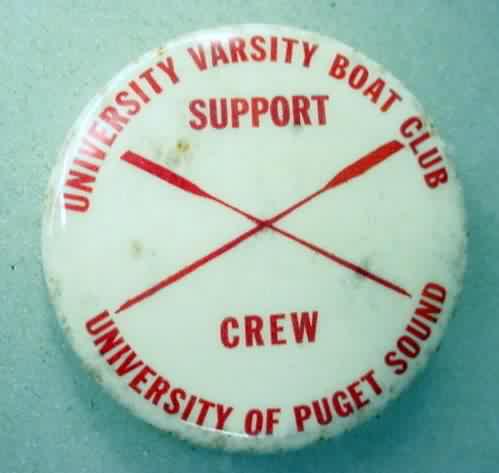 UNIVERSITY VARSITY BOAT CLUB
SUPPORT
CREW
UNIVERSITY OF PUGET SOUND